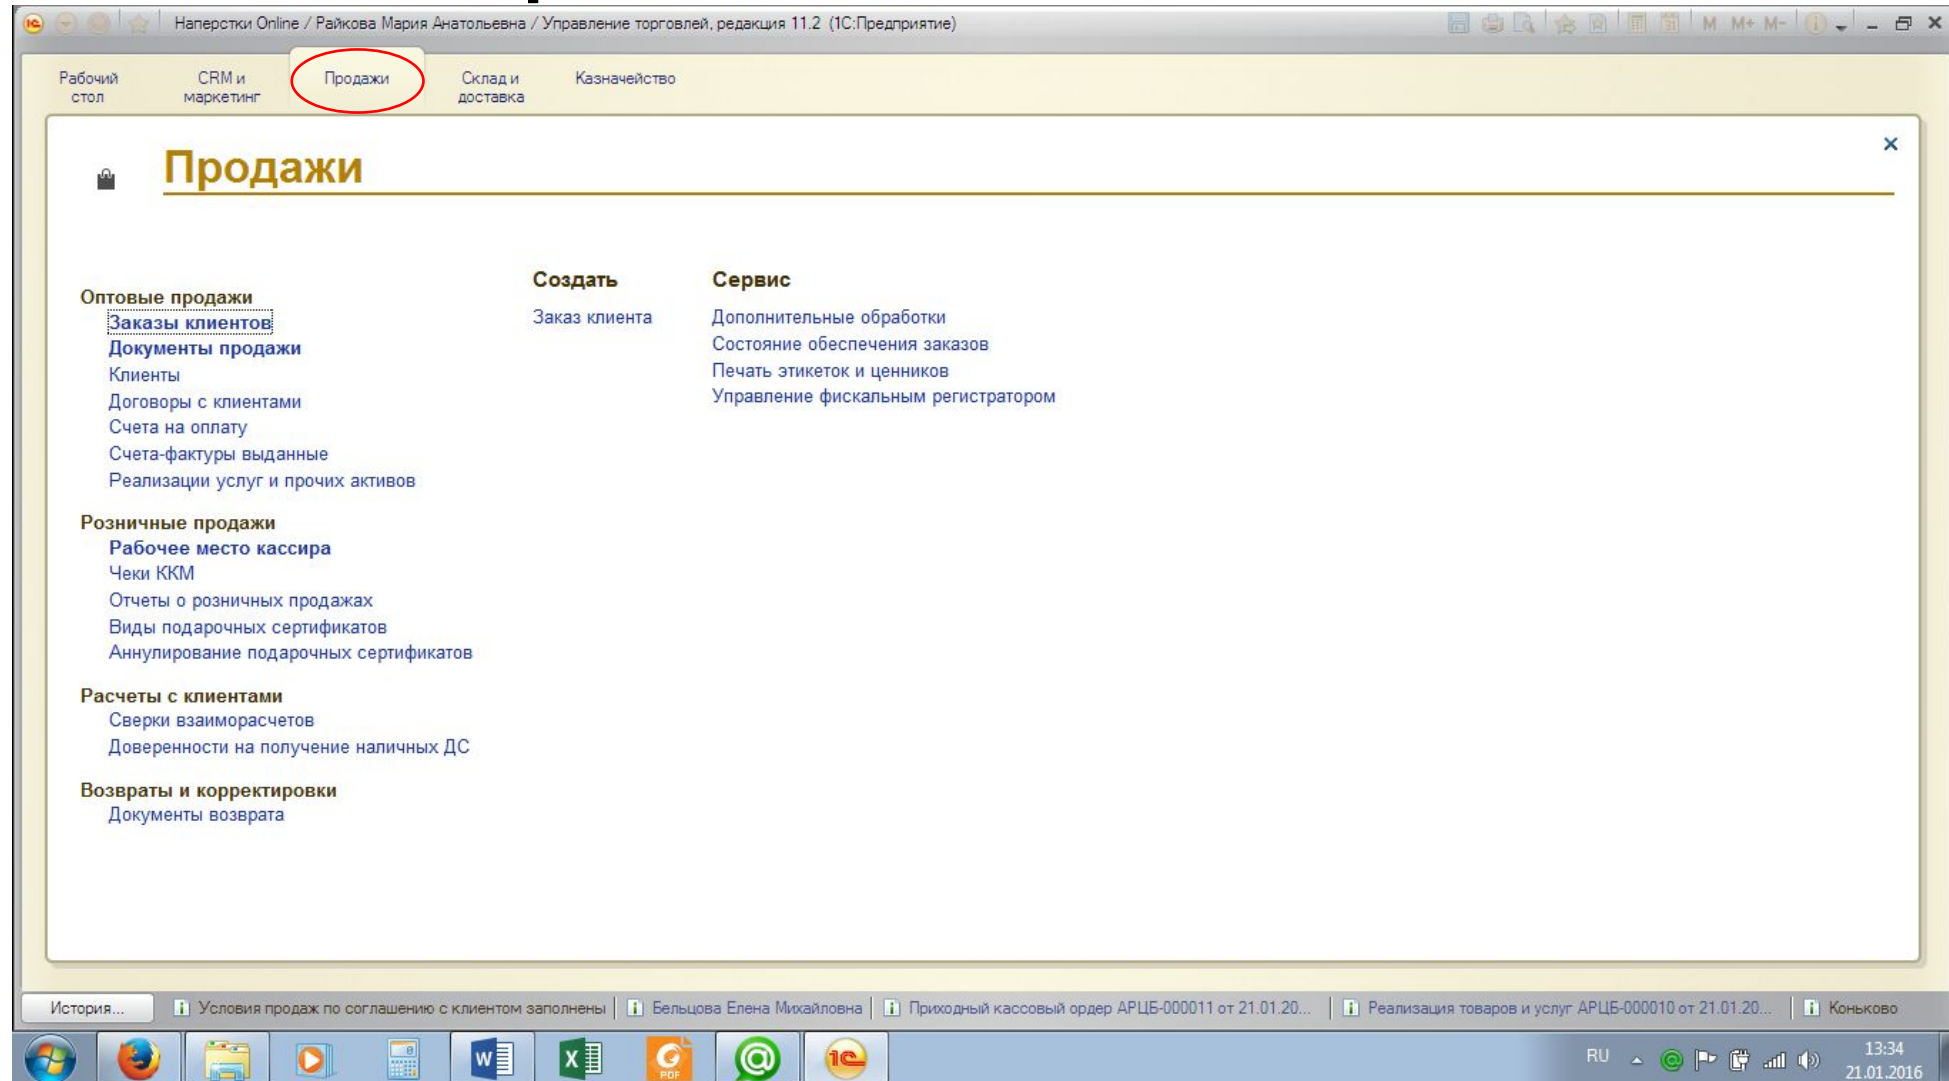 Наперстки Online / Райкова Мария Анатольевна / Управление торговлей, редакция 11.2 (1С:Предприятие)
M M+ M-
Рабочий стол
CRM и маркетинг
Продажи
Склад и доставка
Казначейство
Продажи
Оптовые продажи
Заказы клиентов
Документы продажи
Клиенты
Договоры с клиентами
Счета на оплату
Счета-фактуры выданные
Реализации услуг и прочих активов
Розничные продажи
Рабочее место кассира
Чеки ККМ
Отчеты о розничных продажах
Виды подарочных сертификатов
Аннулирование подарочных сертификатов
Расчеты с клиентами
Сверки взаиморасчетов
Доверенности на получение наличных ДС
Возвраты и корректировки
Документы возврата
Создать
Заказ клиента
Сервис
Дополнительные обработки
Состояние обеспечения заказов
Печать этикеток и ценников
Управление фискальным регистратором
История...
Условия продаж по соглашению с клиентом заполнены
Бельцова Елена Михайловна
Приходный кассовый ордер АРЦБ-000011 от 21.01.20...
Реализация товаров и услуг АРЦБ-000010 от 21.01.20...
Коньково
RU
13:34
21.01.2016